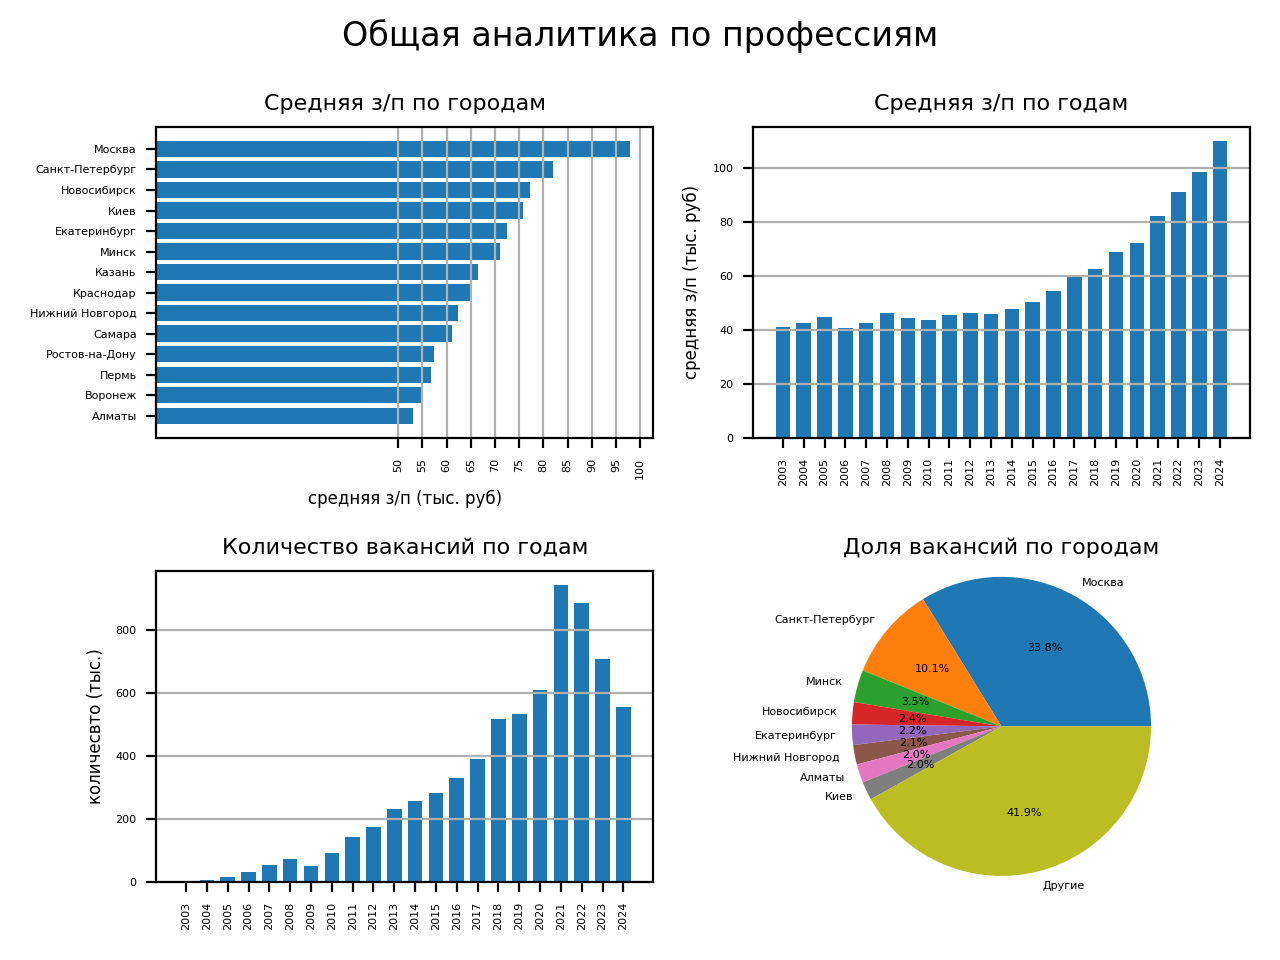 Общая аналитика по профессиям
Средняя з/п по городам
Москва
Санкт-Петербург
Новосибирск
Киев
Екатеринбург
Минск
Казань
Краснодар
Нижний Новгород
Самара
Ростов-на-Дону
Пермь
Воронеж
Алматы
50 55 60 65 70 75 80 85 90 95 100
средняя з/п (тыс. руб)
Средняя з/п по годам
средняя з/п (тыс. руб)
100
80
60
40
20
0
2003 2004 2005 2006 2007 2008 2009 2010 2011 2012 2013 2014 2015 2016 2017 2018 2019 2020 2021 2022 2023 2024
Количество вакансий по годам
количесвто (тыс.)
800
600
400
200
0
2003 2004 2005 2006 2007 2008 2009 2010 2011 2012 2013 2014 2015 2016 2017 2018 2019 2020 2021 2022 2023 2024
Доля вакансий по городам
Москва
33.8%
Санкт-Петербург
10.1%
Минск
3.5%
Новосибирск
2.4%
Екатеринбург
2.2%
Нижний Новгород
2.1%
Алматы
2.0%
Киев
2.0%
41.9%
Другие